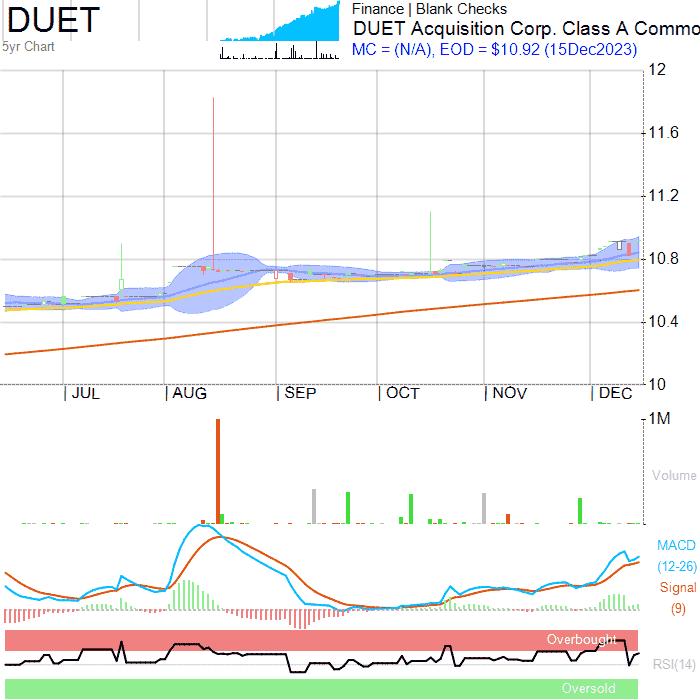 DUET
5yr Chart
Finance | Blank Checks
DUET Acquisition Corp. Class A Commo
MC = (N/A), EOD = $10.92 (15Dec2023)
12
11.6
11.2
10.8
10.4
10
| JUL | AUG | SEP | OCT | NOV | DEC
1M
Volume
MACD
(12-26)
Signal
(9)
Overbought
RSI(14)
Oversold